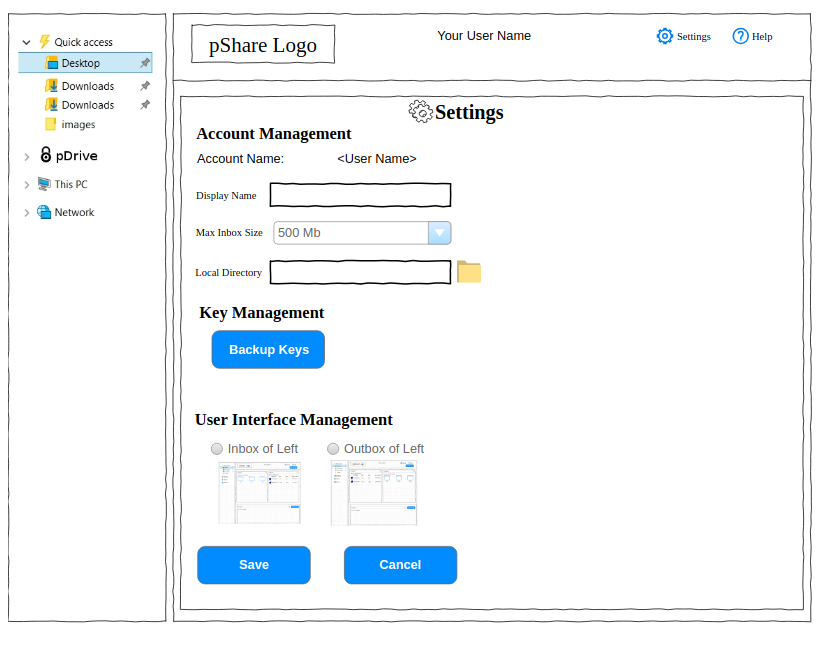 Quick access
Desktop
Downloads
Downloads
images
pDrive
This PC
Network
pShare Logo
Your User Name
Settings
Help
Settings
Account Management
Account Name: <User Name>
Display Name
Max Inbox Size 500 Mb
Local Directory
Key Management
Backup Keys
User Interface Management
Inbox of Left Outbox of Left
Save Cancel